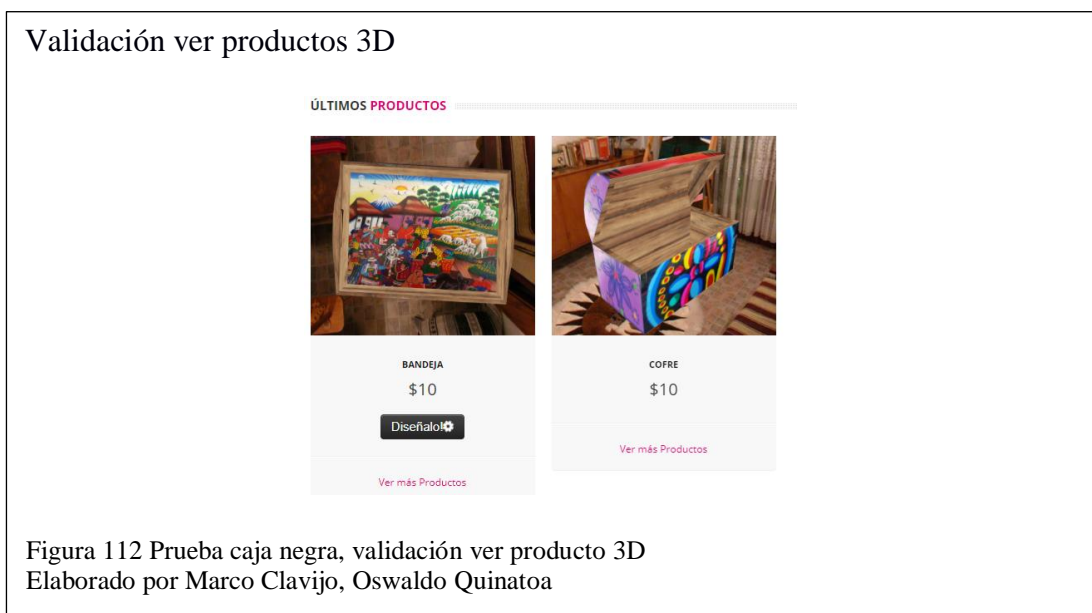 Validación ver productos 3D
ÚLTIMOS PRODUCTOS
BANDEJA
$10
Diseñalo!
Ver más Productos
COFRE
$10
Ver más Productos
Figura 112 Prueba caja negra, validación ver producto 3D
Elaborado por Marco Clavijo, Oswaldo Quinatoa